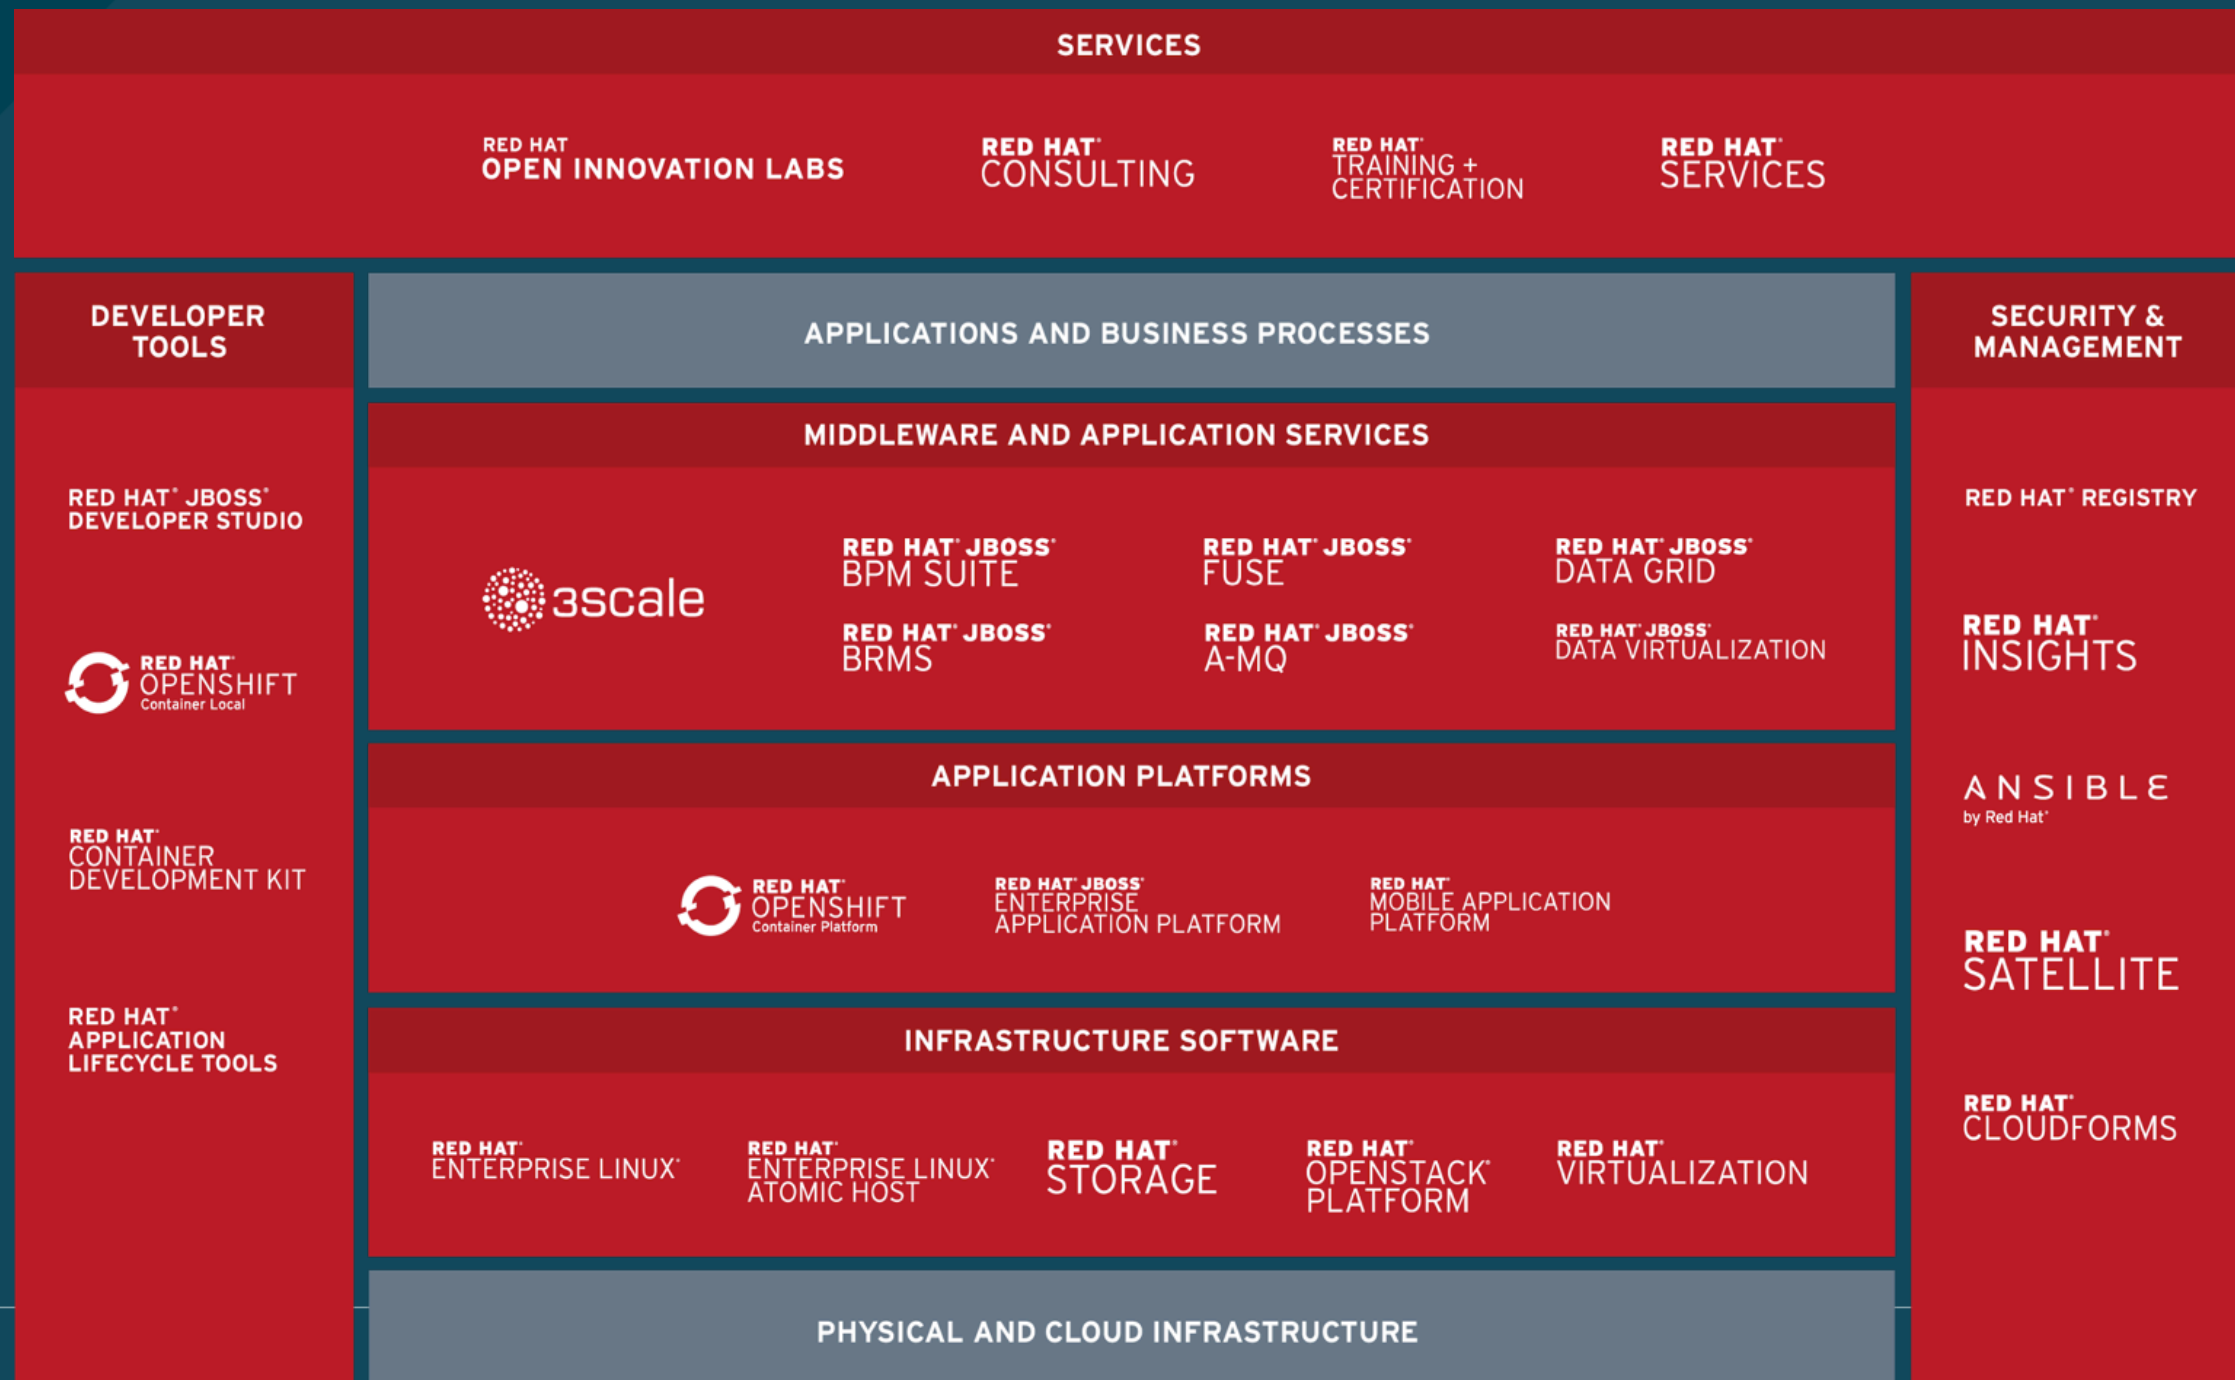 SERVICES
RED HAT
OPEN INNOVATION LABS
RED HAT®
CONSULTING
RED HAT®
TRAINING +
CERTIFICATION
RED HAT®
SERVICES
DEVELOPER
TOOLS
RED HAT® JBOSS®
DEVELOPER STUDIO
RED HAT®
OPENSHIFT
Container Local
RED HAT®
CONTAINER
DEVELOPMENT KIT
RED HAT®
APPLICATION
LIFECYCLE TOOLS
APPLICATIONS AND BUSINESS PROCESSES
MIDDLEWARE AND APPLICATION SERVICES
3scale
RED HAT® JBOSS®
BPM SUITE
RED HAT® JBOSS®
BRMS
RED HAT® JBOSS®
FUSE
RED HAT® JBOSS®
A-MQ
RED HAT® JBOSS®
DATA GRID
RED HAT® JBOSS®
DATA VIRTUALIZATION
APPLICATION PLATFORMS
RED HAT®
OPENSHIFT
Container Platform
RED HAT® JBOSS®
ENTERPRISE
APPLICATION PLATFORM
RED HAT®
MOBILE APPLICATION
PLATFORM
INFRASTRUCTURE SOFTWARE
RED HAT®
ENTERPRISE LINUX®
RED HAT®
ENTERPRISE LINUX®
ATOMIC HOST
RED HAT®
STORAGE
RED HAT®
OPENSTACK®
PLATFORM
RED HAT®
VIRTUALIZATION
PHYSICAL AND CLOUD INFRASTRUCTURE
SECURITY &
MANAGEMENT
RED HAT® REGISTRY
RED HAT®
INSIGHTS
ANSIBLE
by Red Hat®
RED HAT®
SATELLITE
RED HAT®
CLOUDFORMS